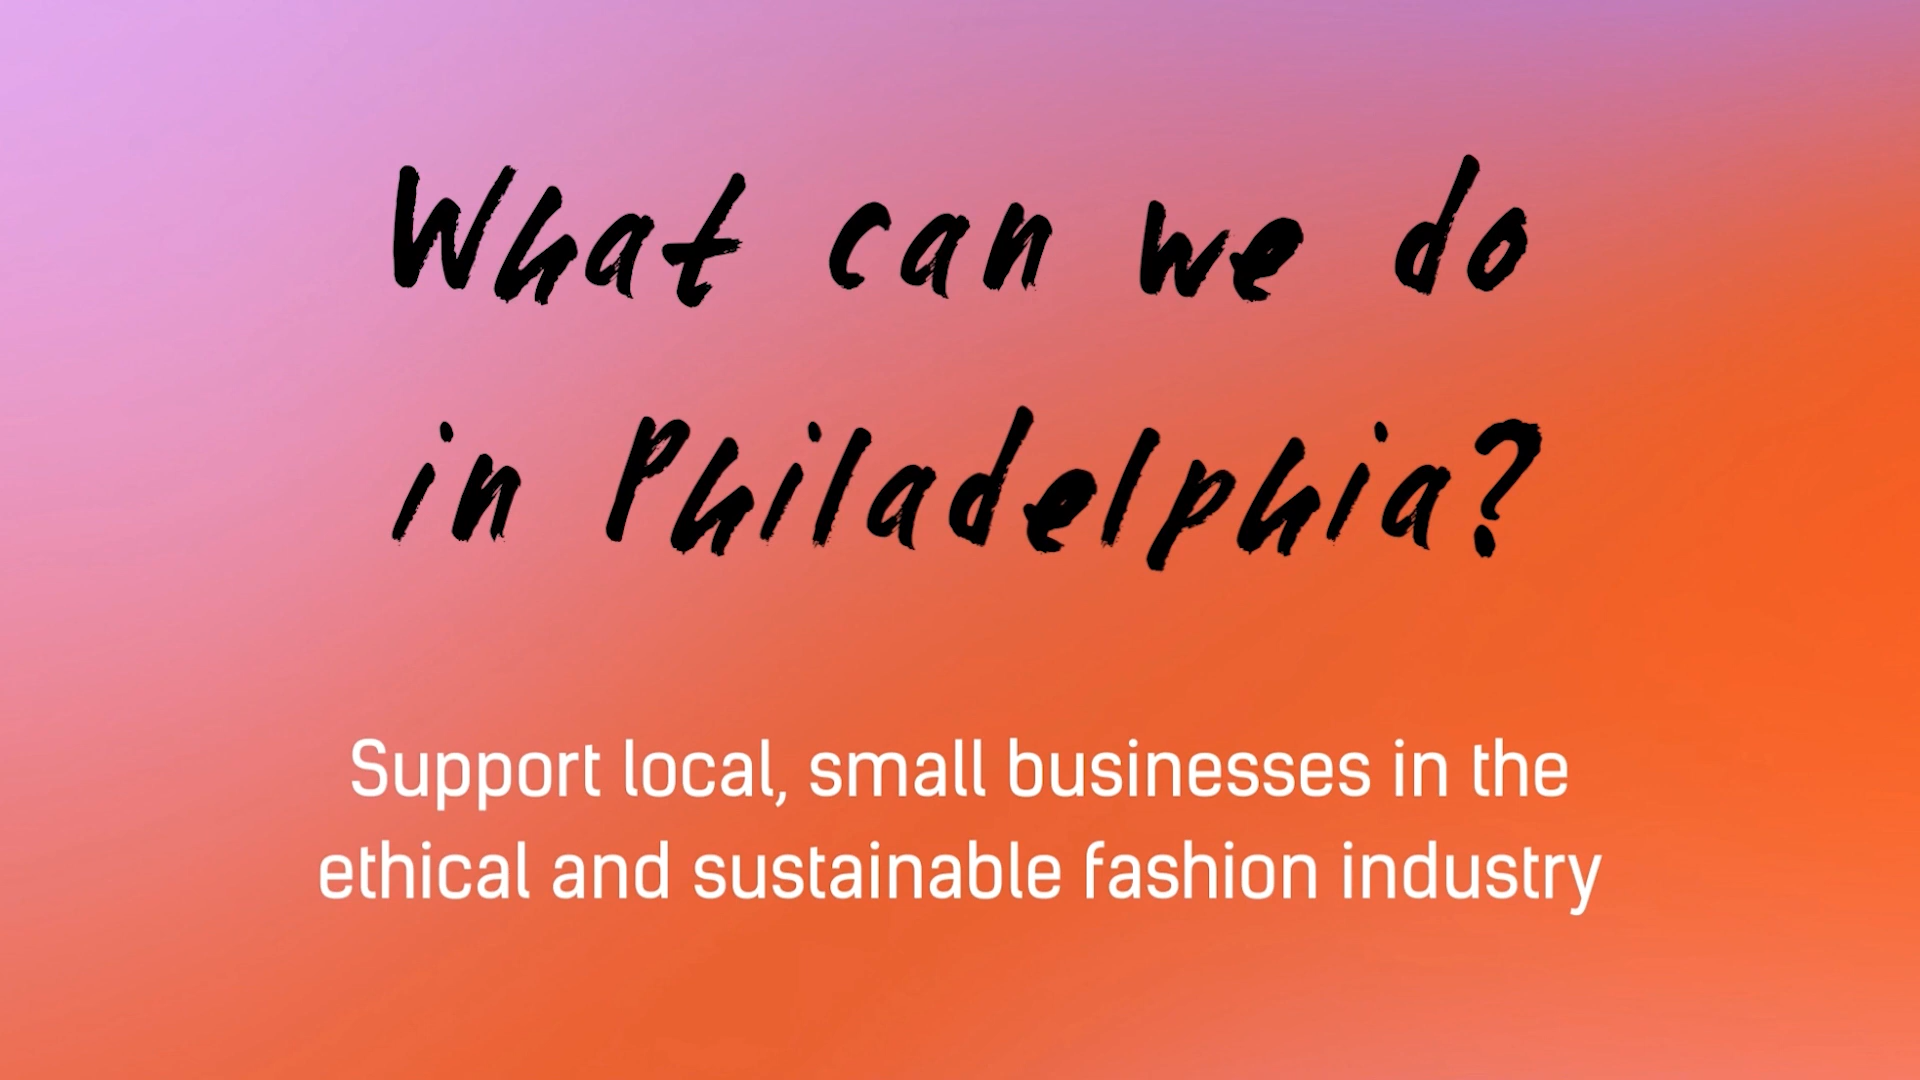 What can we do
in Philadelphia?
Support local, small businesses in the
ethical and sustainable fashion industry